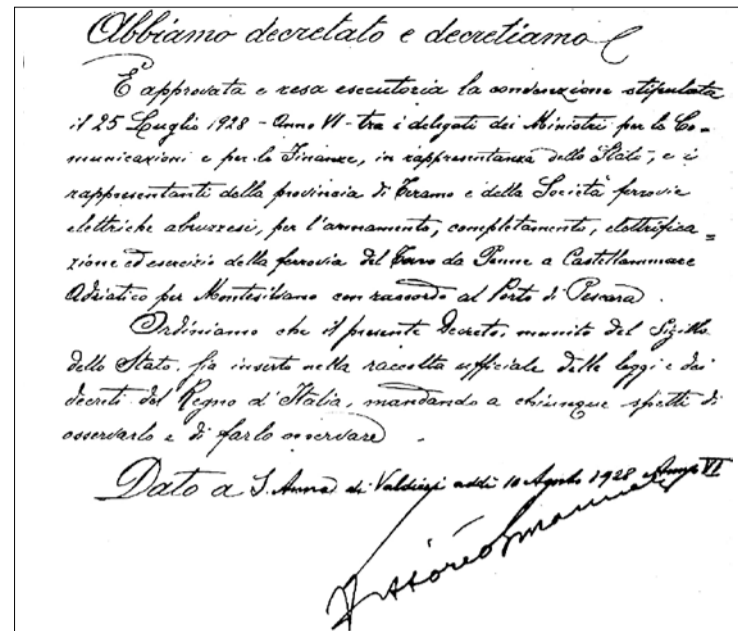 Abbiamo decretato e decretiamo
È approvata e resa esecutoria la convenzione stipulata
il 25 Luglio 1928 - Anno VI - tra i delegati dei Ministri per le Co-
municazioni e per le Finanze, in rappresentanza dello Stato, e i
rappresentanti della provincia di Teramo e della Società ferrovie
elettriche abruzzesi, per l'armamento, completamento, elettrifica=
zione ed esercizio della ferrovia del Tavo da Penne a Castellammare
Adriatico per Montesilvano con raccordo al Porto di Pescara.
Ordiniamo che il presente Decreto, munito del Sigillo
dello Stato, sia inserto nella raccolta ufficiale delle leggi e dei
decreti del Regno d'Italia, mandando a chiunque spetti di
osservarlo e di farlo osservare.
Dato a S. Anna di Valdieri addì 10 Agosto 1928 Anno VI
Vittorio Emanuele